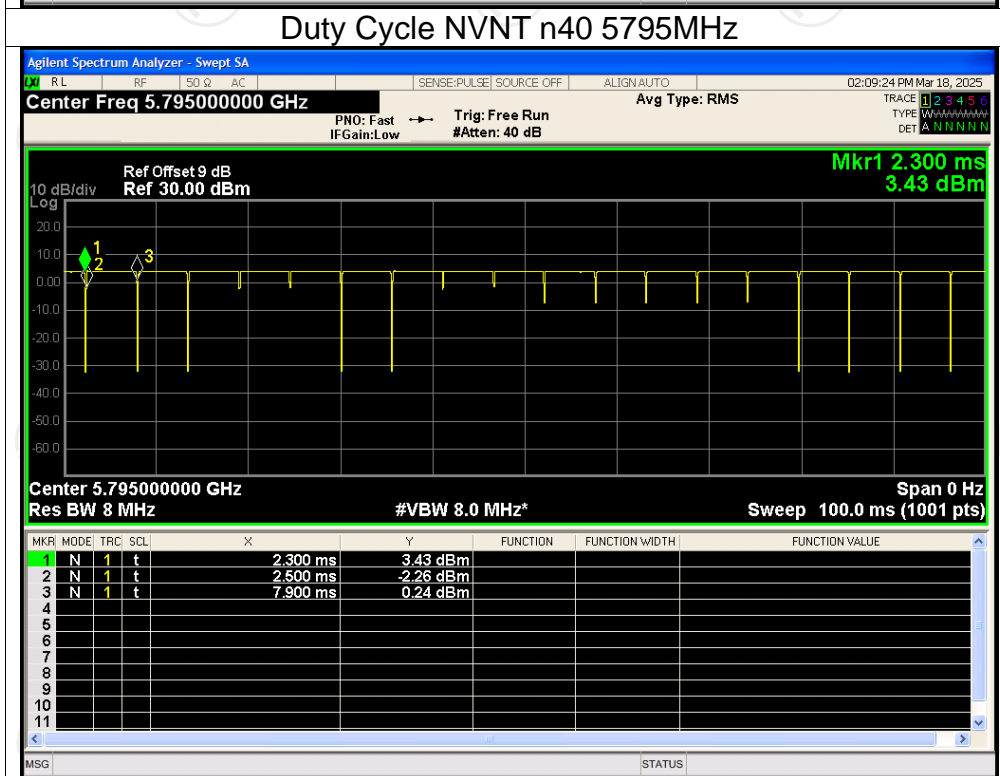 Duty Cycle NVNT n40 5795MHz
Agilent Spectrum Analyzer - Swept SA
LXI RL RF 50 Ω AC SENSE:PULSE SOURCE OFF ALIGN AUTO 02:09:24 PM Mar 18, 2025
Center Freq 5.795000000 GHz Avg Type: RMS TRACE 1 2 3 4 5 6
PNO: Fast Trig: Free Run TYPE W
IFGain:Low #Atten: 40 dB DET A N N N N N
Mkr1 2.300 ms
Ref Offset 9 dB
10 dB/div Ref 30.00 dBm 3.43 dBm
Log
20.0
10.0
0.00
-10.0
-20.0
-30.0
-40.0
-50.0
-60.0
1
2
3
Center 5.795000000 GHz Span 0 Hz
Res BW 8 MHz #VBW 8.0 MHz* Sweep 100.0 ms (1001 pts)
MKR MODE TRC SCL X Y FUNCTION FUNCTION WIDTH FUNCTION VALUE
1 N 1 t 2.300 ms 3.43 dBm
2 N 1 t 2.500 ms -2.26 dBm
3 N 1 t 7.900 ms 0.24 dBm
4
5
6
7
8
9
10
11
MSG STATUS